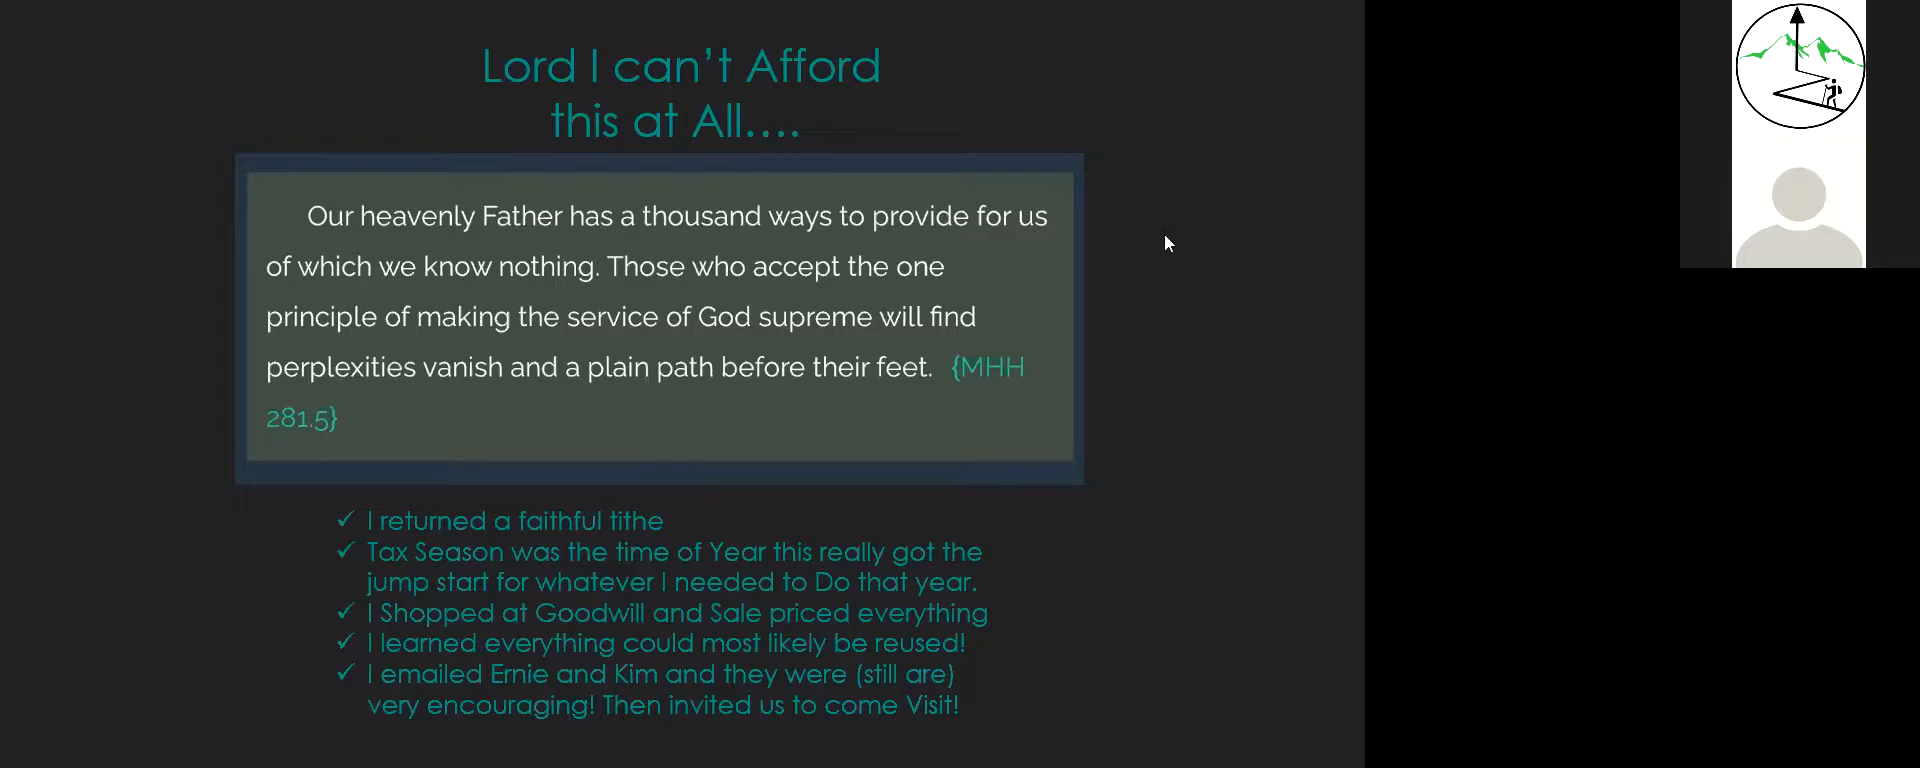 Lord I can’t Afford
this at All....
Our heavenly Father has a thousand ways to provide for us
of which we know nothing. Those who accept the one
principle of making the service of God supreme will find
perplexities vanish and a plain path before their feet. {MHH
281.5}
✓ I returned a faithful tithe
✓ Tax Season was the time of Year this really got the
jump start for whatever I needed to Do that year.
✓ I Shopped at Goodwill and Sale priced everything
✓ I learned everything could most likely be reused!
✓ I emailed Ernie and Kim and they were (still are)
very encouraging! Then invited us to come Visit!